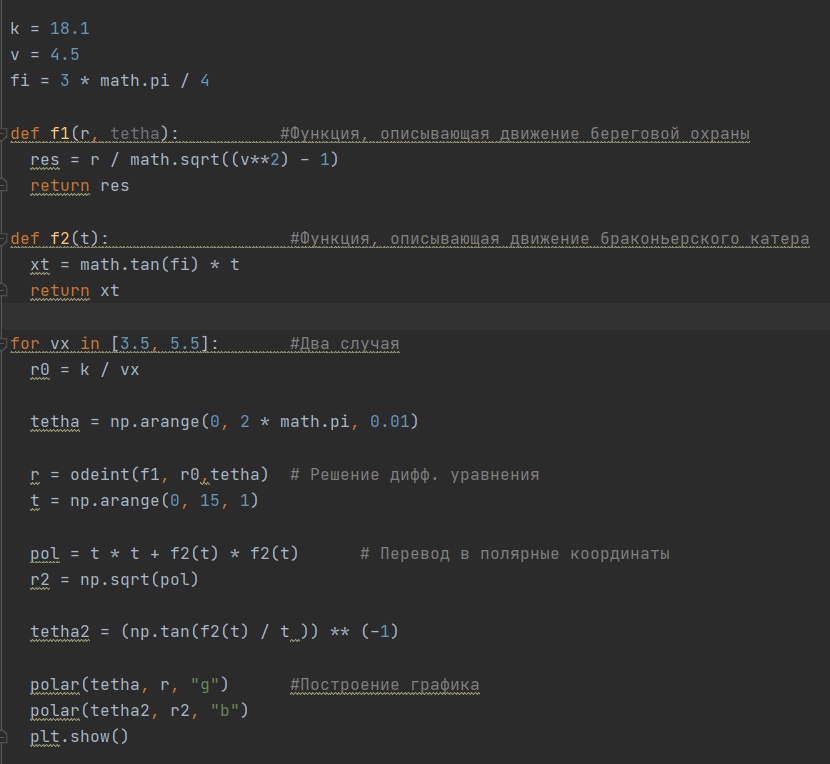 k = 18.1
v = 4.5
fi = 3 * math.pi / 4
def f1(r, tetha):          #Функция, описывающая движение береговой охраны
  res = r / math.sqrt((v**2) - 1)
  return res
def f2(t):                  #Функция, описывающая движение браконьерского катера
  xt = math.tan(fi) * t
  return xt
for vx in [3.5, 5.5]:       #Два случая
  r0 = k / vx
  tetha = np.arange(0, 2 * math.pi, 0.01)
  r = odeint(f1, r0,tetha)  # Решение дифф. уравнения
  t = np.arange(0, 15, 1)
  pol = t * t + f2(t) * f2(t)      # Перевод в полярные координаты
  r2 = np.sqrt(pol)
  tetha2 = (np.tan(f2(t) / t )) ** (-1)
  polar(tetha, r, "g")      #Построение графика
  polar(tetha2, r2, "b")
  plt.show()